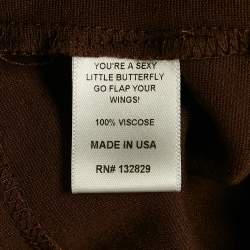 YOU'RE A SEXY
LITTLE BUTTERFLY
GO FLAP YOUR
WINGS!
100% VISCOSE
MADE IN USA
RN# 132829